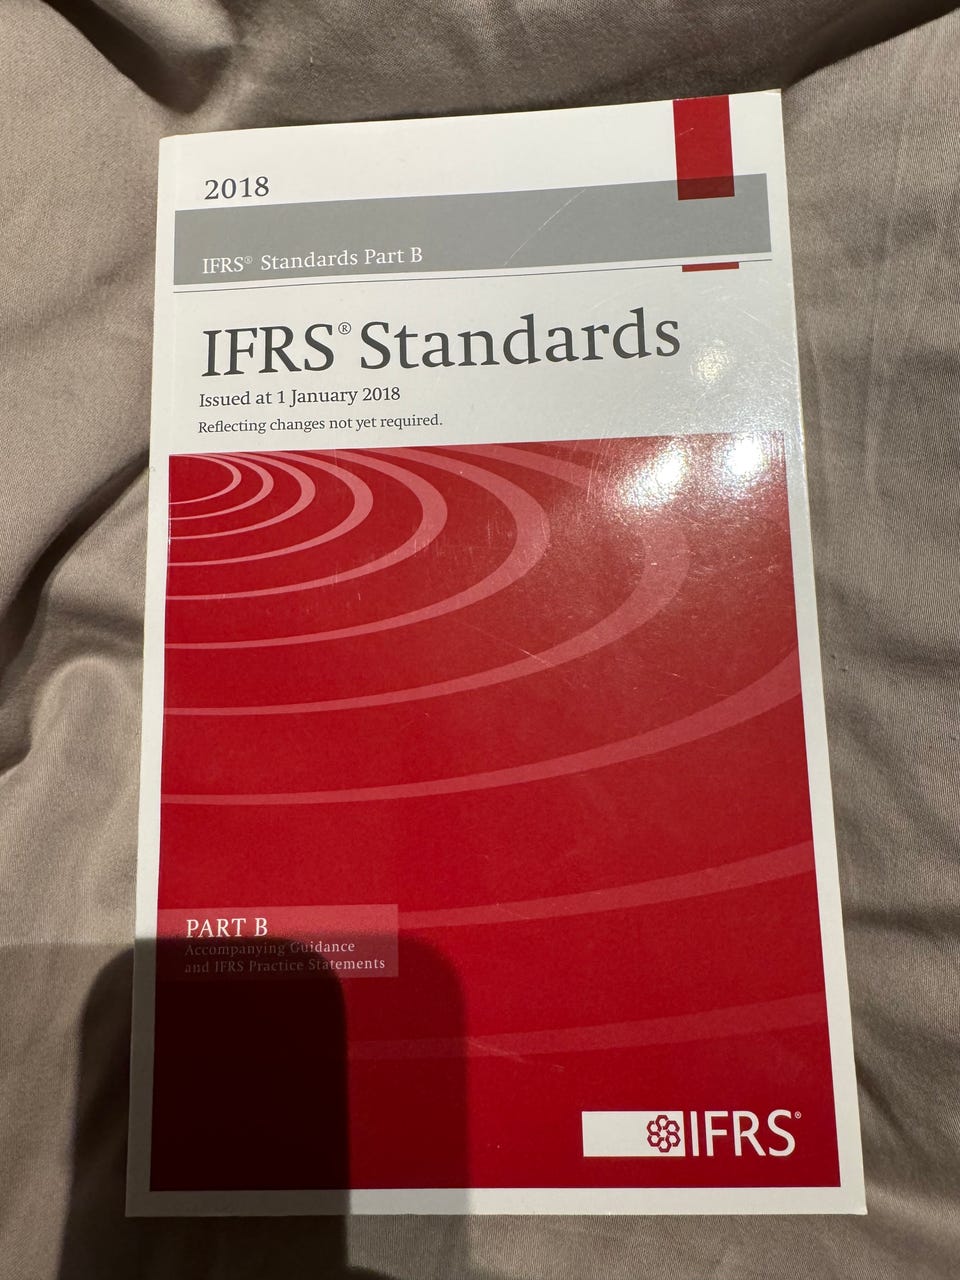 2018
IFRS® Standards Part B
IFRS® Standards
Issued at 1 January 2018
Reflecting changes not yet required.
PART B
Accompanying Guidance
and IFRS Practice Statements
IFRS®